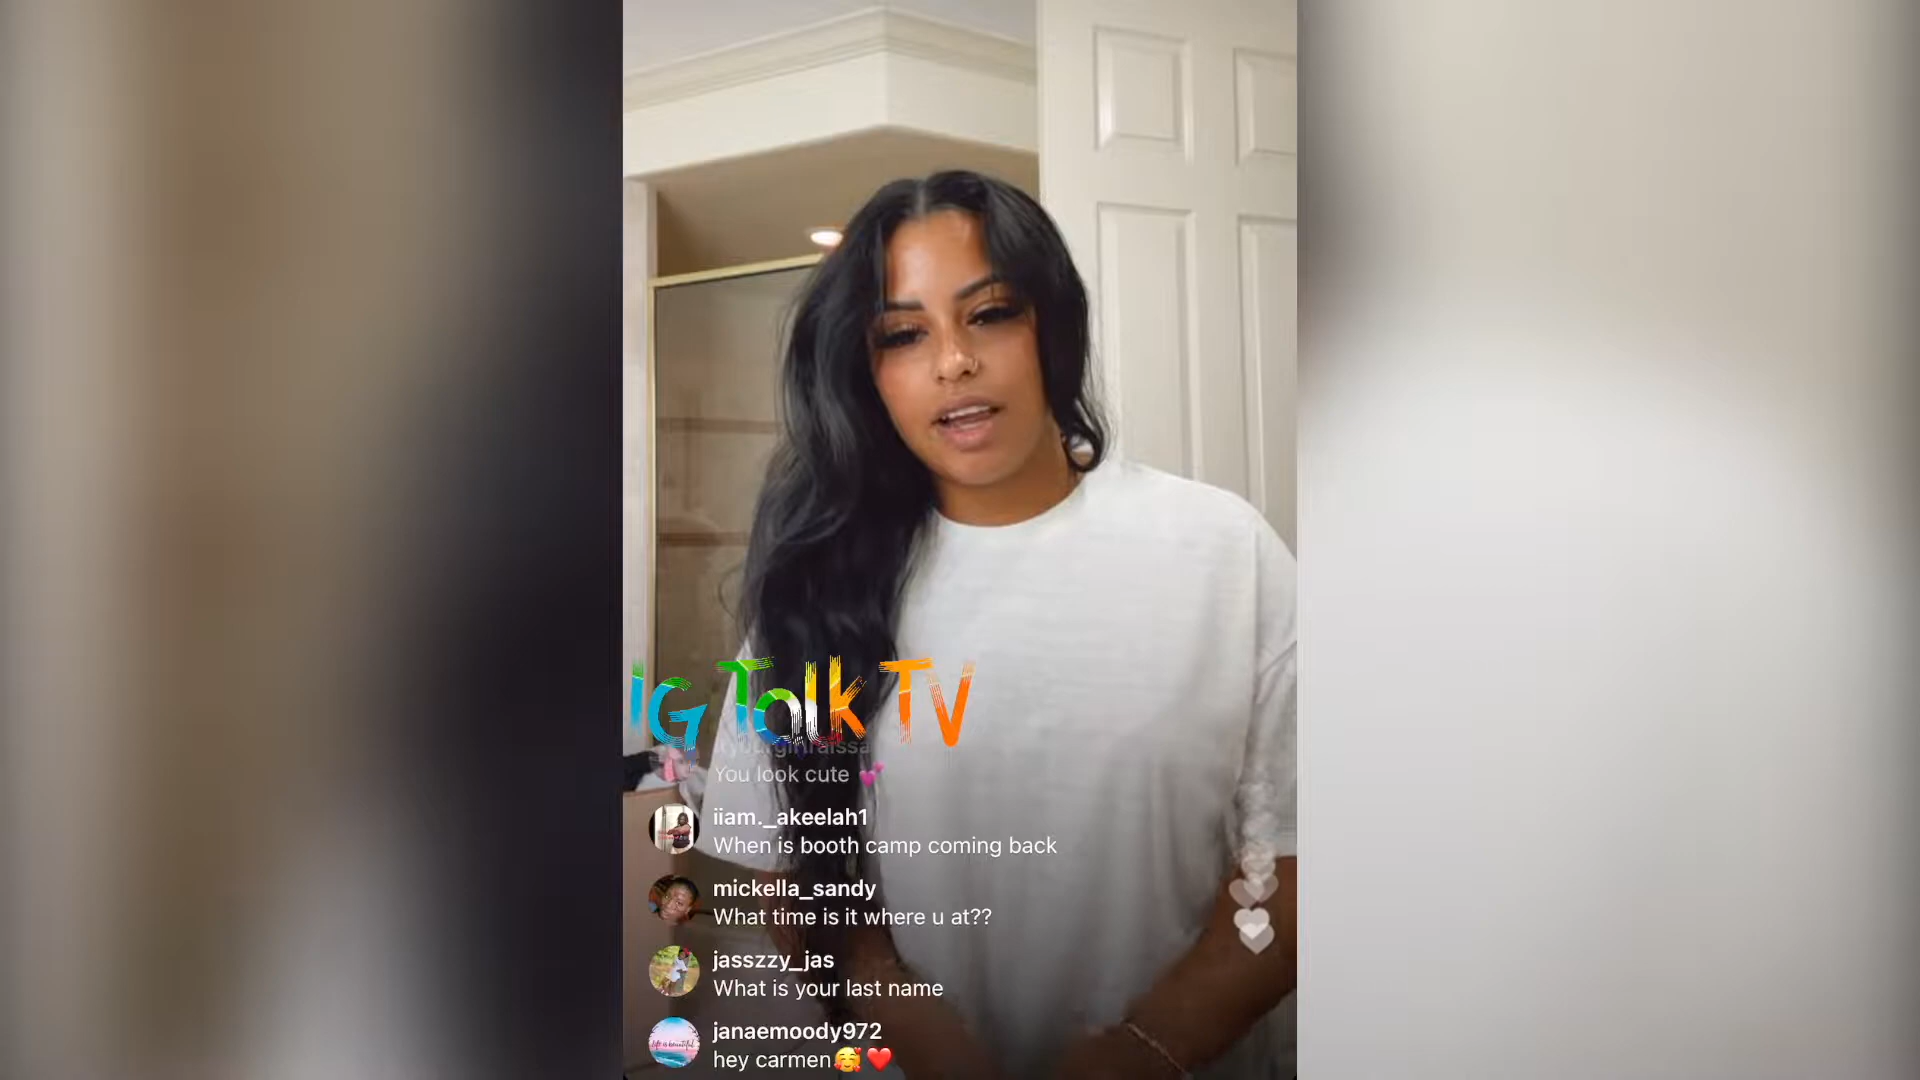 IG Talk TV
You look cute 💕
iiam._akeelah1
When is booth camp coming back
mickella_sandy
What time is it where u at??
jasszzy_jas
What is your last name
janaemoody972
hey carmen🥰❤️